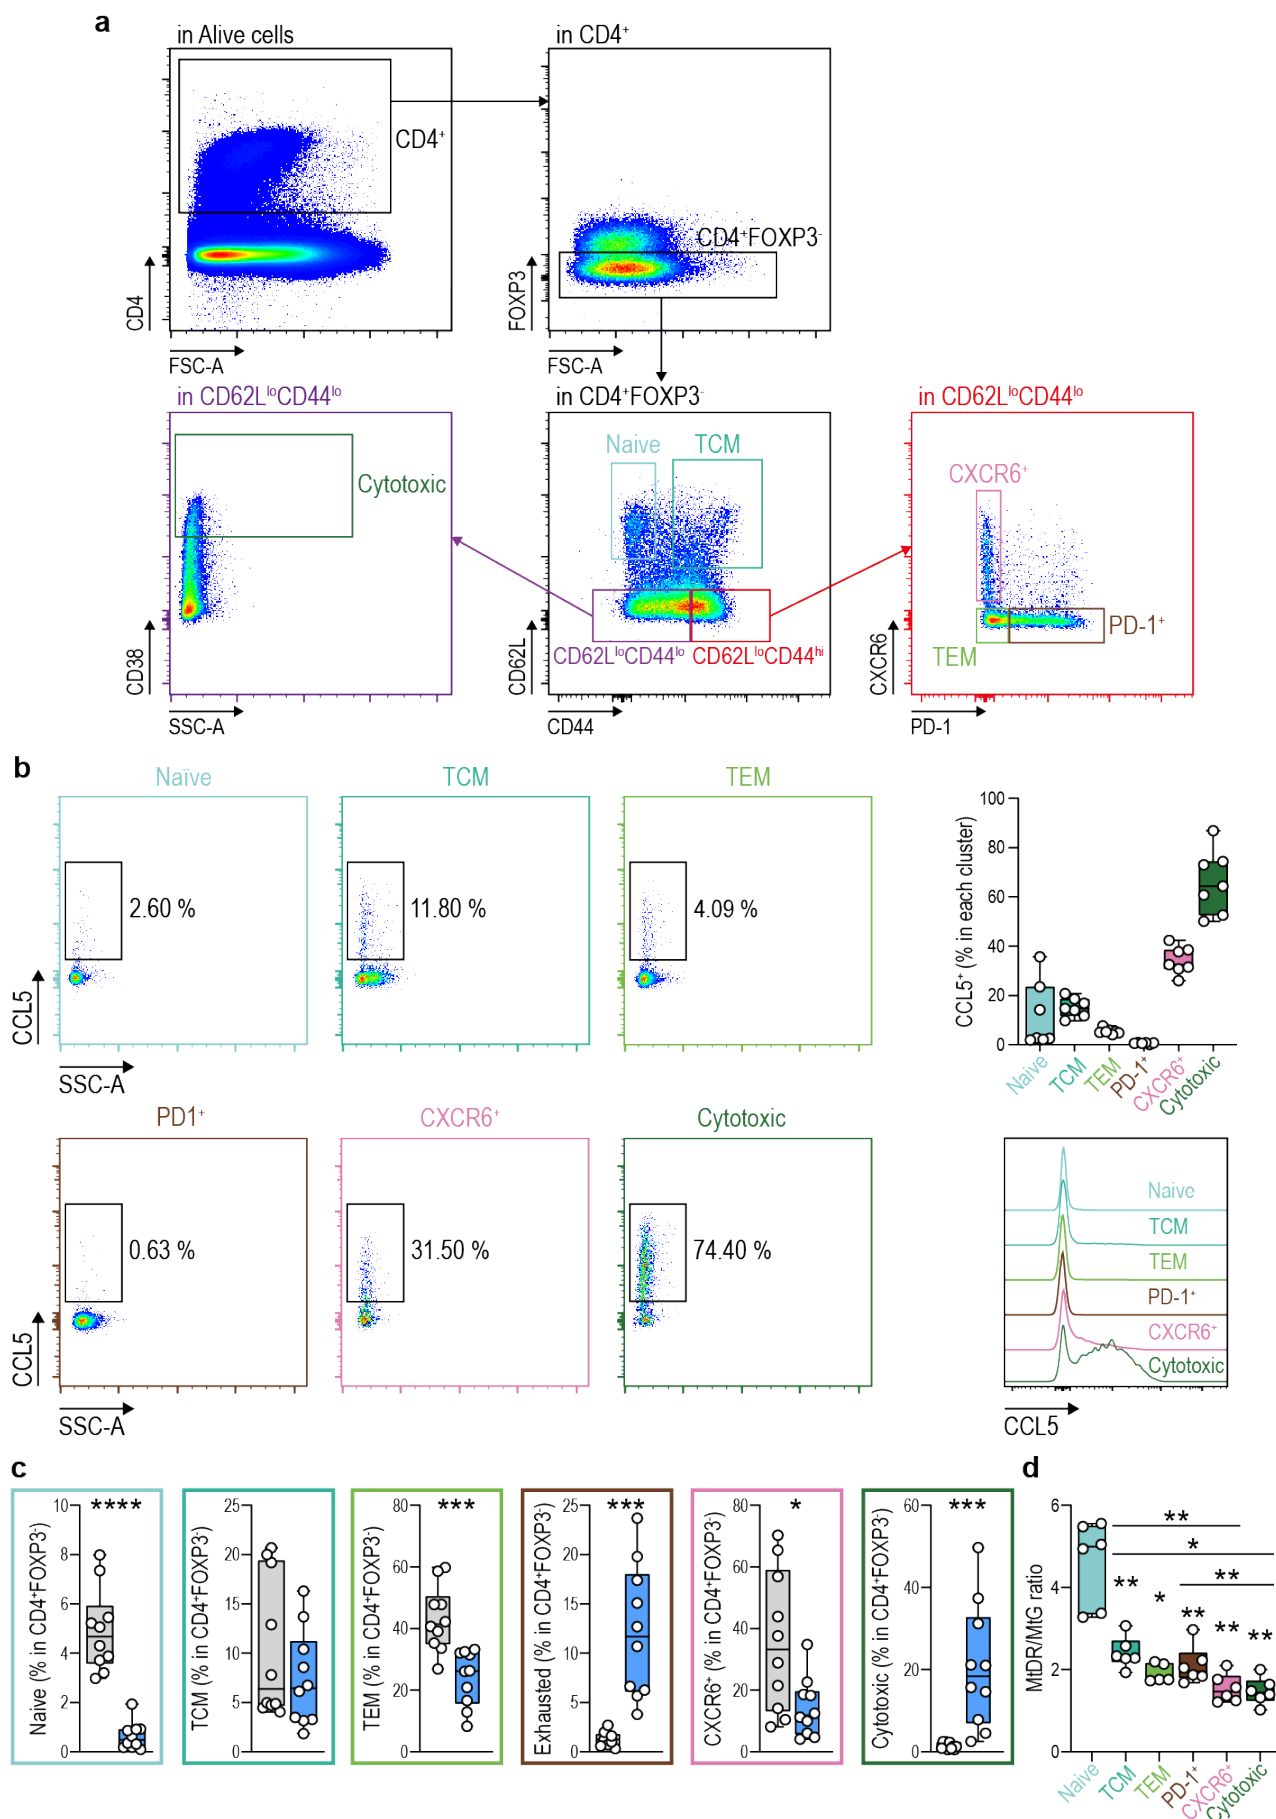 a
in Alive cells
in CD4⁺
CD4⁺
CD4⁺FOXP3⁻
CD4
FSC-A
FOXP3
FSC-A
in CD62LˡᵒCD44ˡᵒ
in CD4⁺FOXP3⁻
in CD62LˡᵒCD44ˡᵒ
Cytotoxic
Naive
TCM
CXCR6⁺
PD-1⁺
TEM
CD62LˡᵒCD44ˡᵒ
CD62LˡᵒCD44ʰⁱ
CD38
SSC-A
CD62L
CD44
CXCR6
PD-1
b
Naïve
TCM
TEM
2.60 %
11.80 %
4.09 %
CCL5
SSC-A
CCL5⁺ (% in each cluster)
100
80
60
40
20
0
Naive
TCM
TEM
PD-1⁺
CXCR6⁺
Cytotoxic
PD1⁺
CXCR6⁺
Cytotoxic
0.63 %
31.50 %
74.40 %
CCL5
SSC-A
Naive
TCM
TEM
PD-1⁺
CXCR6⁺
Cytotoxic
CCL5
c
Naive (% in CD4⁺FOXP3⁻)
10
8
6
4
2
0
****
TCM (% in CD4⁺FOXP3⁻)
25
20
15
10
5
0
TEM (% in CD4⁺FOXP3⁻)
80
60
40
20
0
***
Exhausted (% in CD4⁺FOXP3⁻)
25
20
15
10
5
0
***
CXCR6⁺ (% in CD4⁺FOXP3⁻)
80
60
40
20
0
*
Cytotoxic (% in CD4⁺FOXP3⁻)
60
40
20
0
***
d
MtDR/MtG ratio
6
4
2
0
**
*
**
**
*
**
**
**
Naive
TCM
TEM
PD-1⁺
CXCR6⁺
Cytotoxic